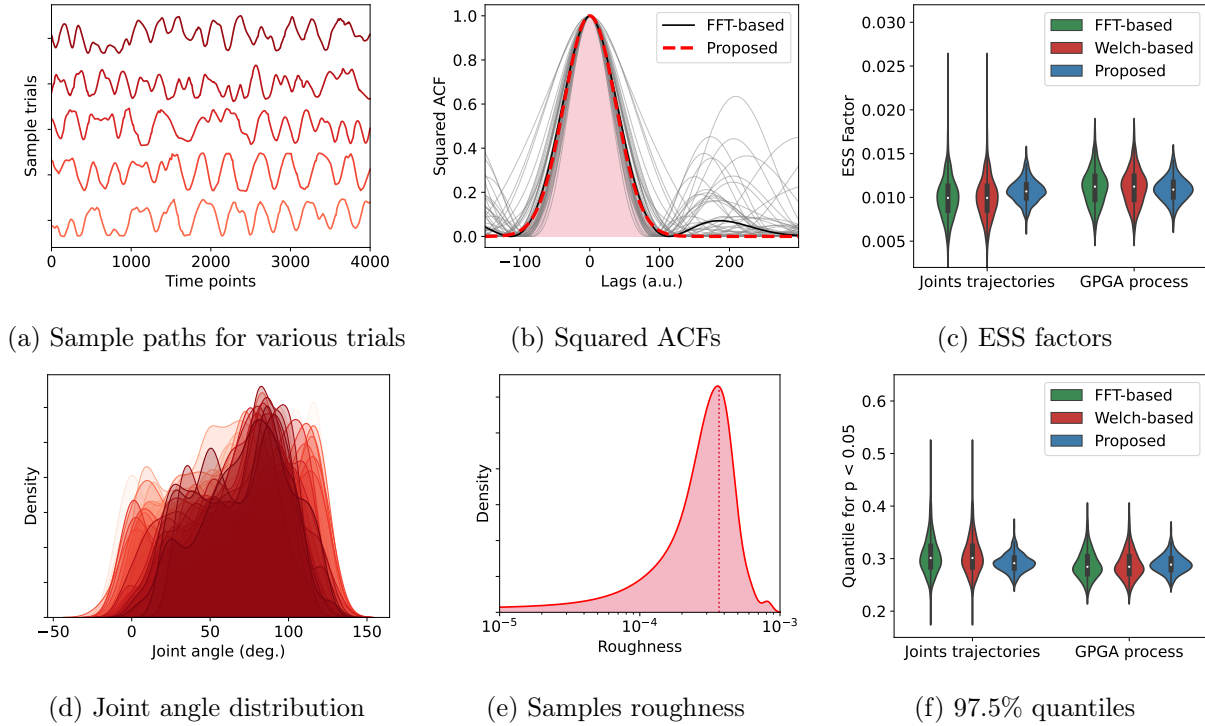 Sample trials
0
1000
2000
3000
4000
Time points
(a) Sample paths for various trials
1.0
0.8
0.6
0.4
0.2
0.0
Squared ACF
FFT-based
Proposed
−100
0
100
200
Lags (a.u.)
(b) Squared ACFs
0.030
0.025
0.020
0.015
0.010
0.005
ESS Factor
FFT-based
Welch-based
Proposed
Joints trajectories
GPGA process
(c) ESS factors
Density
−50
0
50
100
150
Joint angle (deg.)
(d) Joint angle distribution
Density
10−5
10−4
10−3
Roughness
(e) Samples roughness
0.6
0.5
0.4
0.3
0.2
Quantile for p < 0.05
FFT-based
Welch-based
Proposed
Joints trajectories
GPGA process
(f) 97.5% quantiles